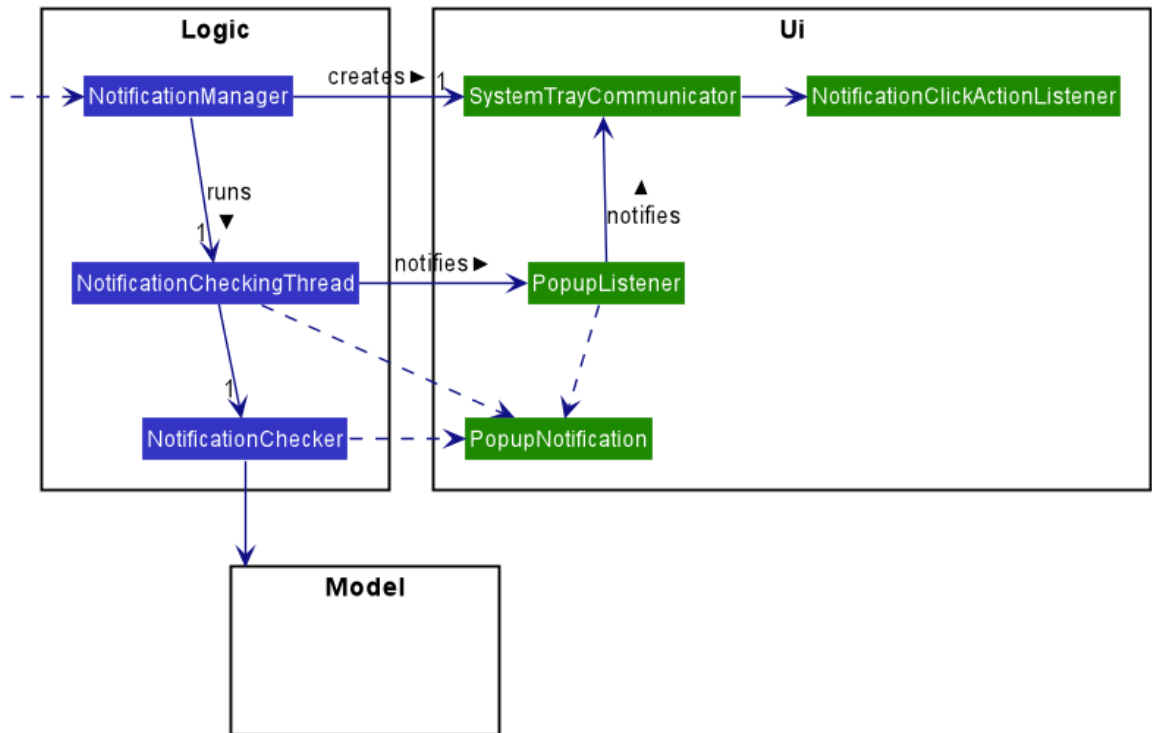 Logic
Ui
creates ►
1
NotificationManager
SystemTrayCommunicator
NotificationClickActionListener
runs
▼
1
▲
notifies
notifies ►
NotificationCheckingThread
PopupListener
1
NotificationChecker
PopupNotification
Model